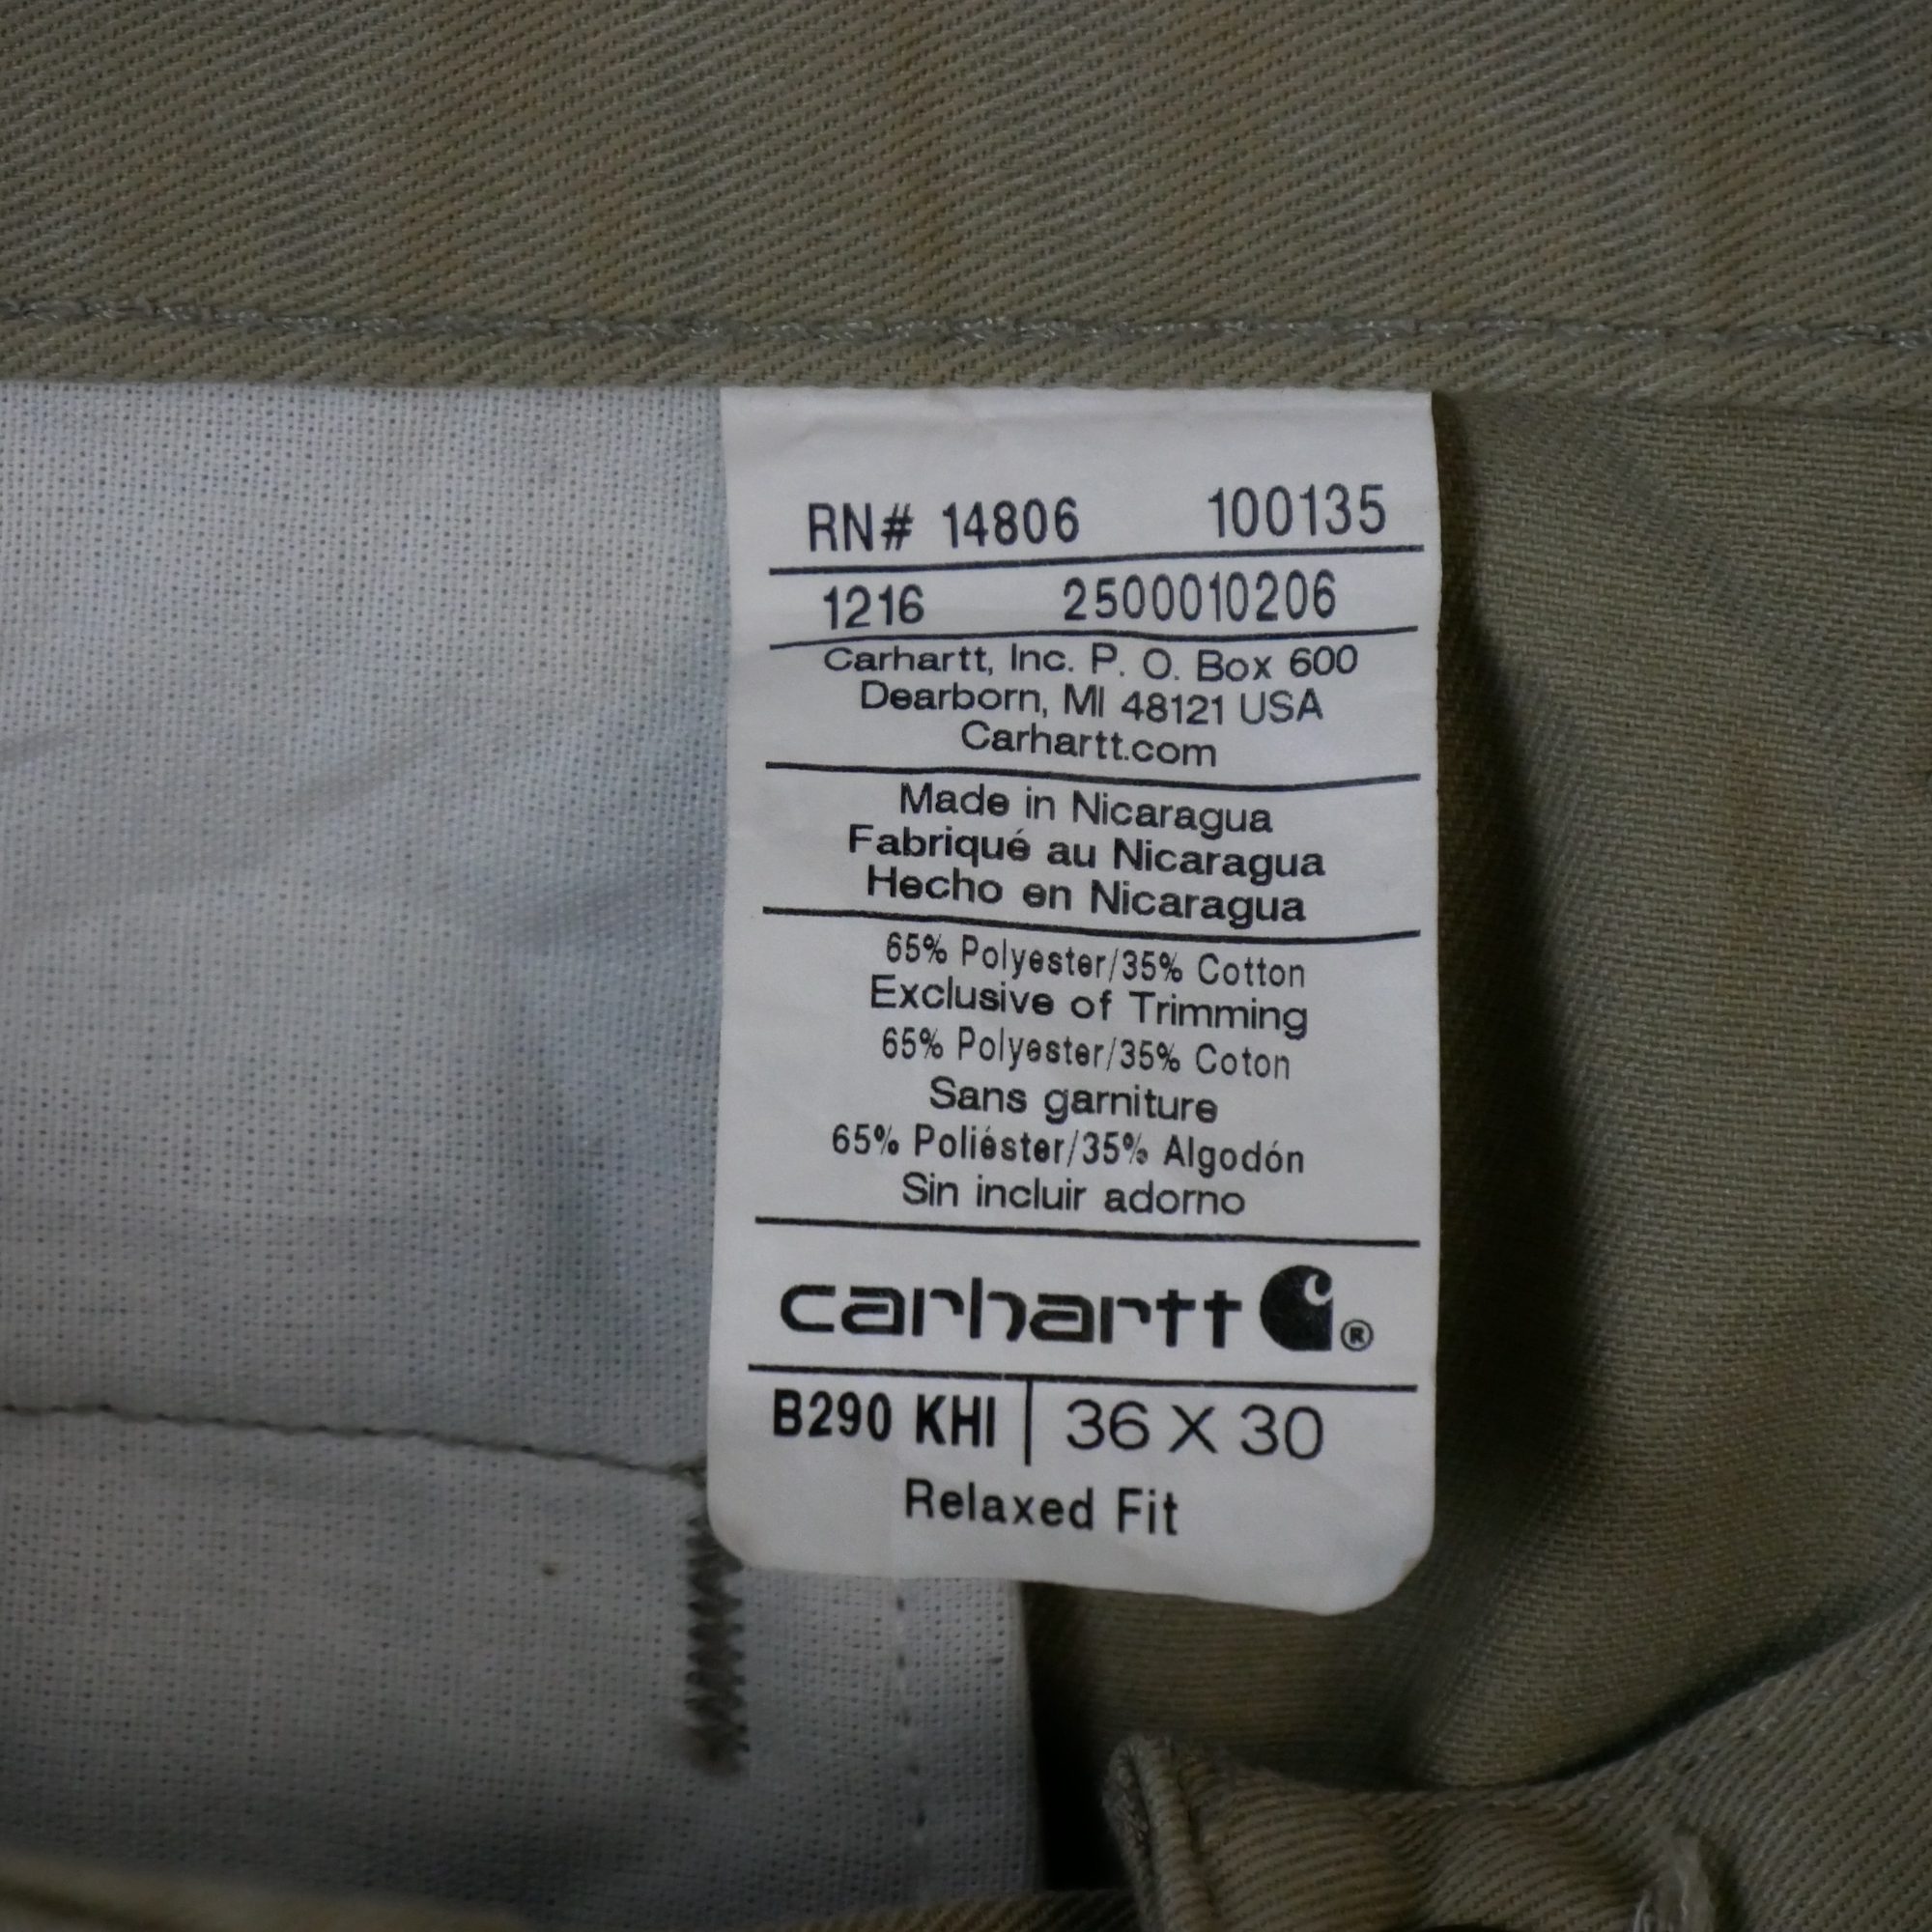 RN# 14806 100135
1216 2500010206
Carhartt, Inc. P. O. Box 600
Dearborn, MI 48121 USA
Carhartt.com
Made in Nicaragua
Fabriqué au Nicaragua
Hecho en Nicaragua
65% Polyester/35% Cotton
Exclusive of Trimming
65% Polyester/35% Coton
Sans garniture
65% Poliéster/35% Algodón
Sin incluir adorno
carhartt ®
B290 KHI | 36 X 30
Relaxed Fit